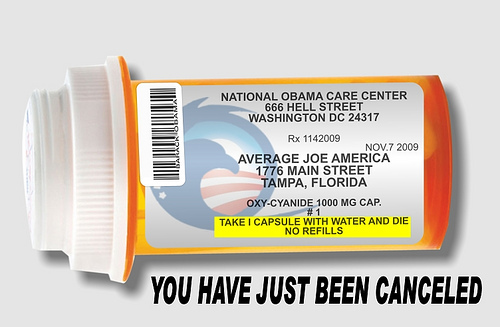 NATIONAL OBAMA CARE CENTER
666 HELL STREET
WASHINGTON DC 24317
Rx 1142009
NOV.7 2009
AVERAGE JOE AMERICA
1776 MAIN STREET
TAMPA, FLORIDA
OXY-CYANIDE 1000 MG CAP.
# 1
TAKE I CAPSULE WITH WATER AND DIE
NO REFILLS
BARACK-OBAMA
YOU HAVE JUST BEEN CANCELED